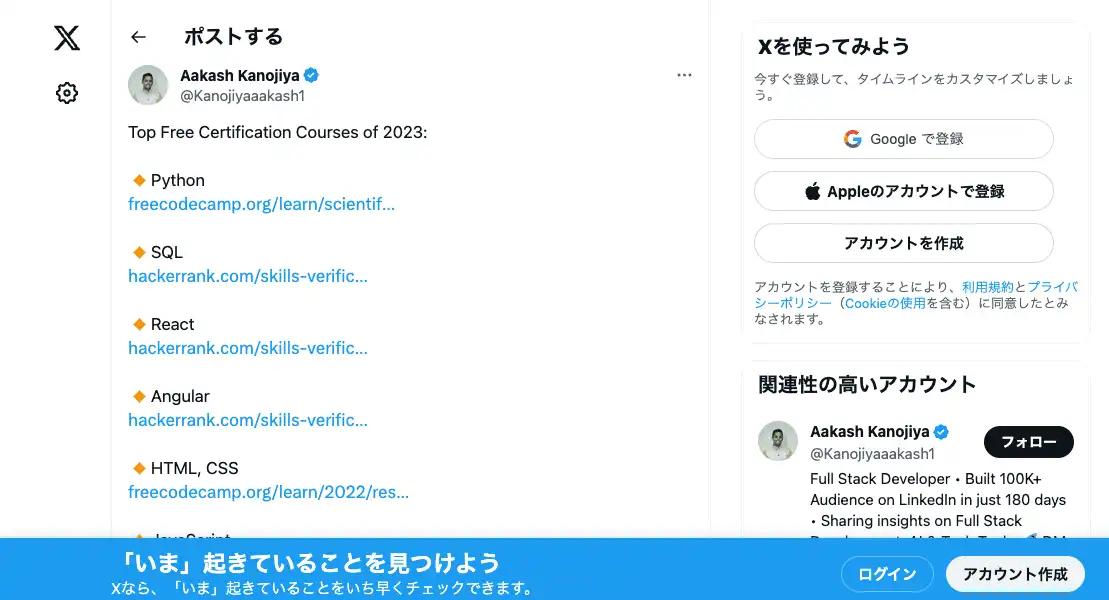 ポストする
Aakash Kanojiya
@Kanojiyaaakash1
Top Free Certification Courses of 2023:
🔸Python
freecodecamp.org/learn/scientif...
🔸SQL
hackerrank.com/skills-verific...
🔸React
hackerrank.com/skills-verific...
🔸Angular
hackerrank.com/skills-verific...
🔸HTML, CSS
freecodecamp.org/learn/2022/res...
Xを使ってみよう
今すぐ登録して、タイムラインをカスタマイズしましょ
う。
Google で登録
Appleのアカウントで登録
アカウントを作成
アカウントを登録することにより、利用規約とプライバ
シーポリシー（Cookieの使用を含む）に同意したとみ
なされます。
関連性の高いアカウント
Aakash Kanojiya
@Kanojiyaaakash1
フォロー
Full Stack Developer • Built 100K+
Audience on LinkedIn in just 180 days
• Sharing insights on Full Stack
「いま」起きていることを見つけよう
Xなら、「いま」起きていることをいち早くチェックできます。
ログイン
アカウント作成